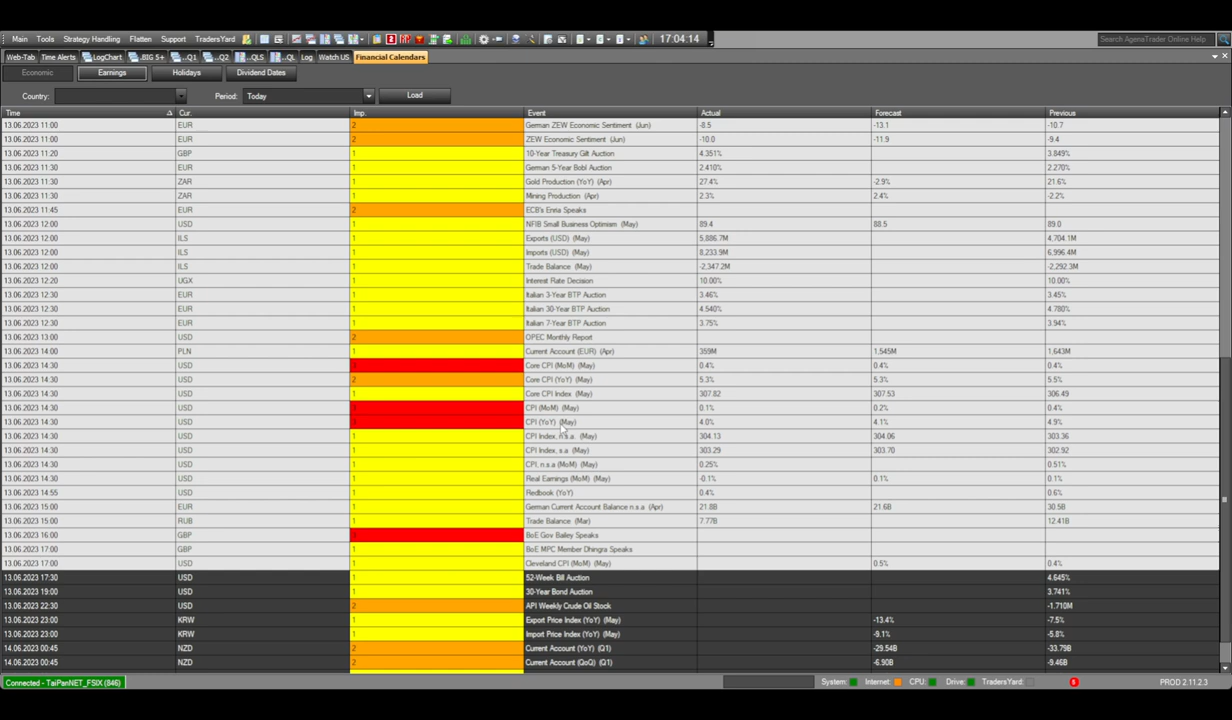 Main Tools Strategy Handling Flatten Support TradersYard 17:04:14 Search AgenaTrader Online Help
Web-Tab Time Alerts LogChart .BIG 5+ ...Q1 ...Q2 ...QLS ...QL Log Watch US Financial Calendars
Economic Earnings Holidays Dividend Dates
Country: Period: Today Load
Time Cur. Imp. Event Actual Forecast Previous
13.06.2023 11:00 EUR 2 German ZEW Economic Sentiment (Jun) -8.5 -13.1 -10.7
13.06.2023 11:00 EUR 2 ZEW Economic Sentiment (Jun) -10.0 -11.9 -9.4
13.06.2023 11:20 GBP 1 10-Year Treasury Gilt Auction 4.351% 3.849%
13.06.2023 11:30 EUR 1 German 5-Year Bobl Auction 2.410% 2.270%
13.06.2023 11:30 ZAR 1 Gold Production (YoY) (Apr) 27.4% -2.9% 21.6%
13.06.2023 11:30 ZAR 1 Mining Production (Apr) 2.3% 2.4% -2.2%
13.06.2023 11:45 EUR 2 ECB's Enria Speaks
13.06.2023 12:00 USD 1 NFIB Small Business Optimism (May) 89.4 88.5 89.0
13.06.2023 12:00 ILS 1 Exports (USD) (May) 5,886.7M 4,704.1M
13.06.2023 12:00 ILS 1 Imports (USD) (May) 8,233.9M 6,996.4M
13.06.2023 12:00 ILS 1 Trade Balance (May) -2,347.2M -2,292.3M
13.06.2023 12:20 UGX 1 Interest Rate Decision 10.00% 10.00%
13.06.2023 12:30 EUR 1 Italian 3-Year BTP Auction 3.46% 3.45%
13.06.2023 12:30 EUR 1 Italian 30-Year BTP Auction 4.540% 4.780%
13.06.2023 12:30 EUR 1 Italian 7-Year BTP Auction 3.75% 3.94%
13.06.2023 13:00 USD 2 OPEC Monthly Report
13.06.2023 14:00 PLN 1 Current Account (EUR) (Apr) 359M 1,545M 1,643M
13.06.2023 14:30 USD Core CPI (MoM) (May) 0.4% 0.4% 0.4%
13.06.2023 14:30 USD 2 Core CPI (YoY) (May) 5.3% 5.3% 5.5%
13.06.2023 14:30 USD 1 Core CPI Index (May) 307.82 307.53 306.49
13.06.2023 14:30 USD CPI (MoM) (May) 0.1% 0.2% 0.4%
13.06.2023 14:30 USD CPI (YoY) (May) 4.0% 4.1% 4.9%
13.06.2023 14:30 USD 1 CPI Index, n.s.a. (May) 304.13 304.06 303.36
13.06.2023 14:30 USD 1 CPI Index, s.a (May) 303.29 303.70 302.92
13.06.2023 14:30 USD 1 CPI, n.s.a (MoM) (May) 0.25% 0.51%
13.06.2023 14:30 USD 1 Real Earnings (MoM) (May) -0.1% 0.1% 0.1%
13.06.2023 14:55 USD 1 Redbook (YoY) 0.4% 0.6%
13.06.2023 15:00 EUR 1 German Current Account Balance n.s.a (Apr) 21.8B 21.6B 30.5B
13.06.2023 15:00 RUB 1 Trade Balance (Mar) 7.77B 12.41B
13.06.2023 16:00 GBP BoE Gov Bailey Speaks
13.06.2023 17:00 GBP 1 BoE MPC Member Dhingra Speaks
13.06.2023 17:00 USD 1 Cleveland CPI (MoM) (May) 0.5% 0.4%
13.06.2023 17:30 USD 1 52-Week Bill Auction 4.645%
13.06.2023 19:00 USD 1 30-Year Bond Auction 3.741%
13.06.2023 22:30 USD 2 API Weekly Crude Oil Stock -1.710M
13.06.2023 23:00 KRW 1 Export Price Index (YoY) (May) -13.4% -7.5%
13.06.2023 23:00 KRW 1 Import Price Index (YoY) (May) -9.1% -5.8%
14.06.2023 00:45 NZD 2 Current Account (YoY) (Q1) -29.54B -33.79B
14.06.2023 00:45 NZD 2 Current Account (QoQ) (Q1) -6.90B -9.46B
Connected - TaiPanNET_FSIX (846) System: Internet: CPU: Drive: TradersYard: PROD 2.11.2.3